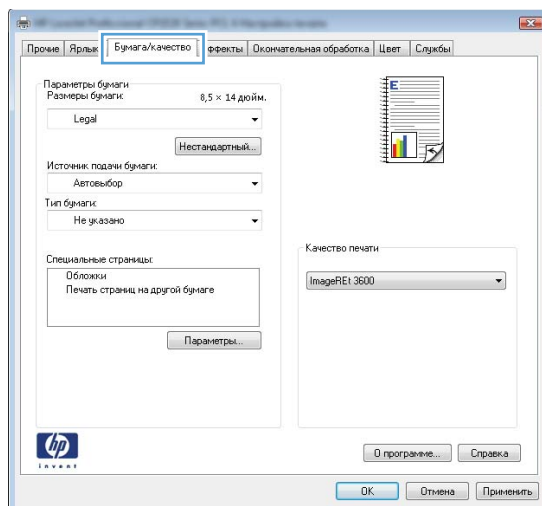 Прочие Ярлык Бумага/качество ффекты Окончательная обработка Цвет Службы
Параметры бумаги
Размеры бумаги: 8,5 × 14 дюйм.
Legal
Нестандартный...
Источник подачи бумаги:
Автовыбор
Тип бумаги:
Не указано
Специальные страницы:
Обложки
Печать страниц на другой бумаге
Параметры...
E
Качество печати
ImageREt 3600
hp
invent
О программе... Справка
OK Отмена Применить